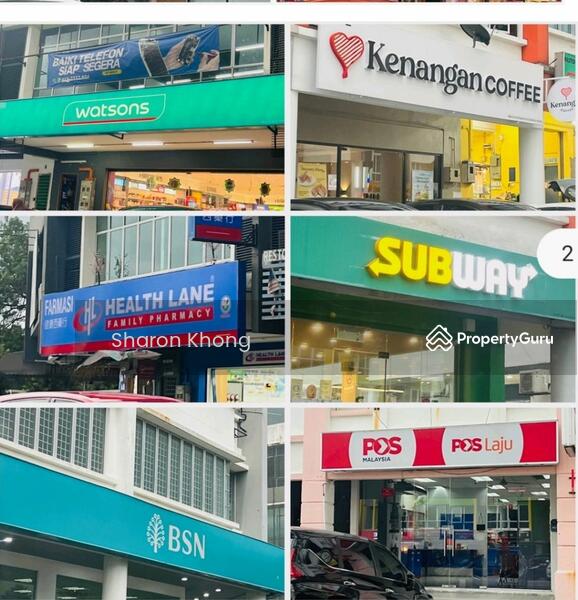 BAIKI TELEFON
SIAP SEGERA
watsons
Kenangan COFFEE
Kenang
FARMASI
HL
HEALTH LANE
FAMILY PHARMACY
SUBWAY
2
Sharon Khong
PropertyGuru
BSN
POS
MALAYSIA
POS Laju